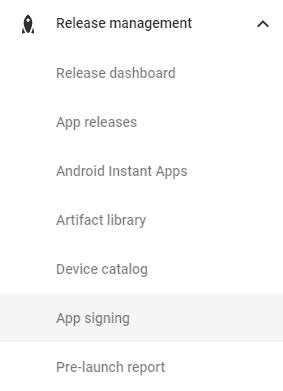 Release management
Release dashboard
App releases
Android Instant Apps
Artifact library
Device catalog
App signing
Pre-launch report